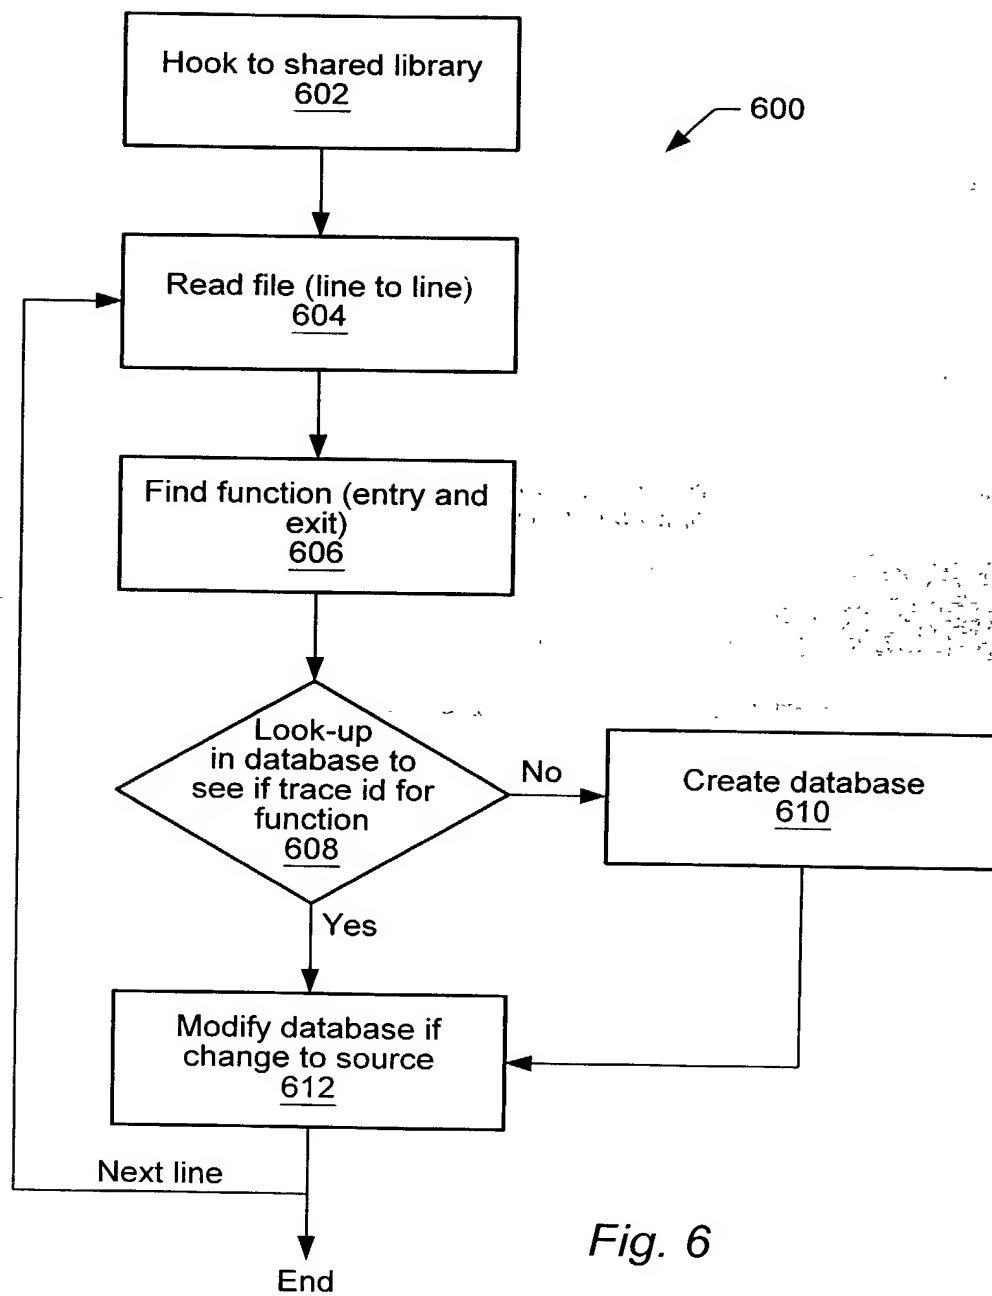 Hook to shared library
602
600
Read file (line to line)
604
Find function (entry and
exit)
606
Look-up
in database to
see if trace id for
function
608
No
Create database
610
Yes
Modify database if
change to source
612
Next line
End
Fig. 6